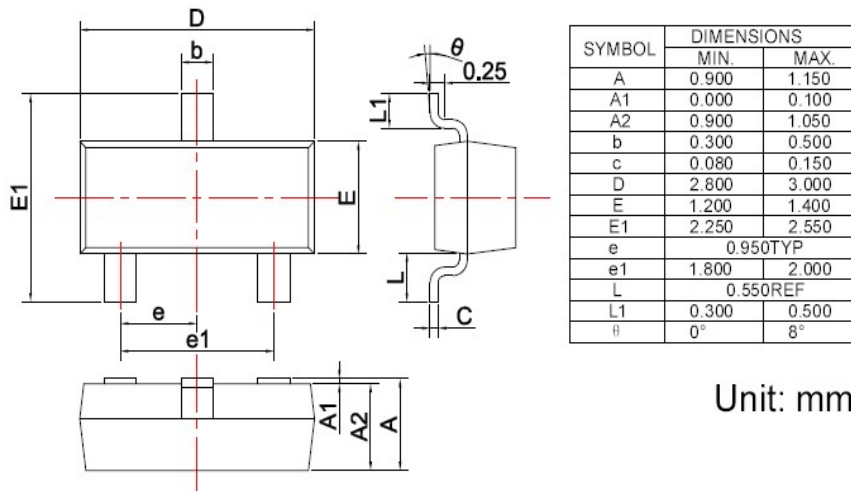 D
b
θ
0.25
L1
E1
E
L
C
e
e1
A1
A2
A
SYMBOL DIMENSIONS
MIN. MAX.
A 0.900 1.150
A1 0.000 0.100
A2 0.900 1.050
b 0.300 0.500
c 0.080 0.150
D 2.800 3.000
E 1.200 1.400
E1 2.250 2.550
e 0.950TYP
e1 1.800 2.000
L 0.550REF
L1 0.300 0.500
θ 0° 8°
Unit: mm